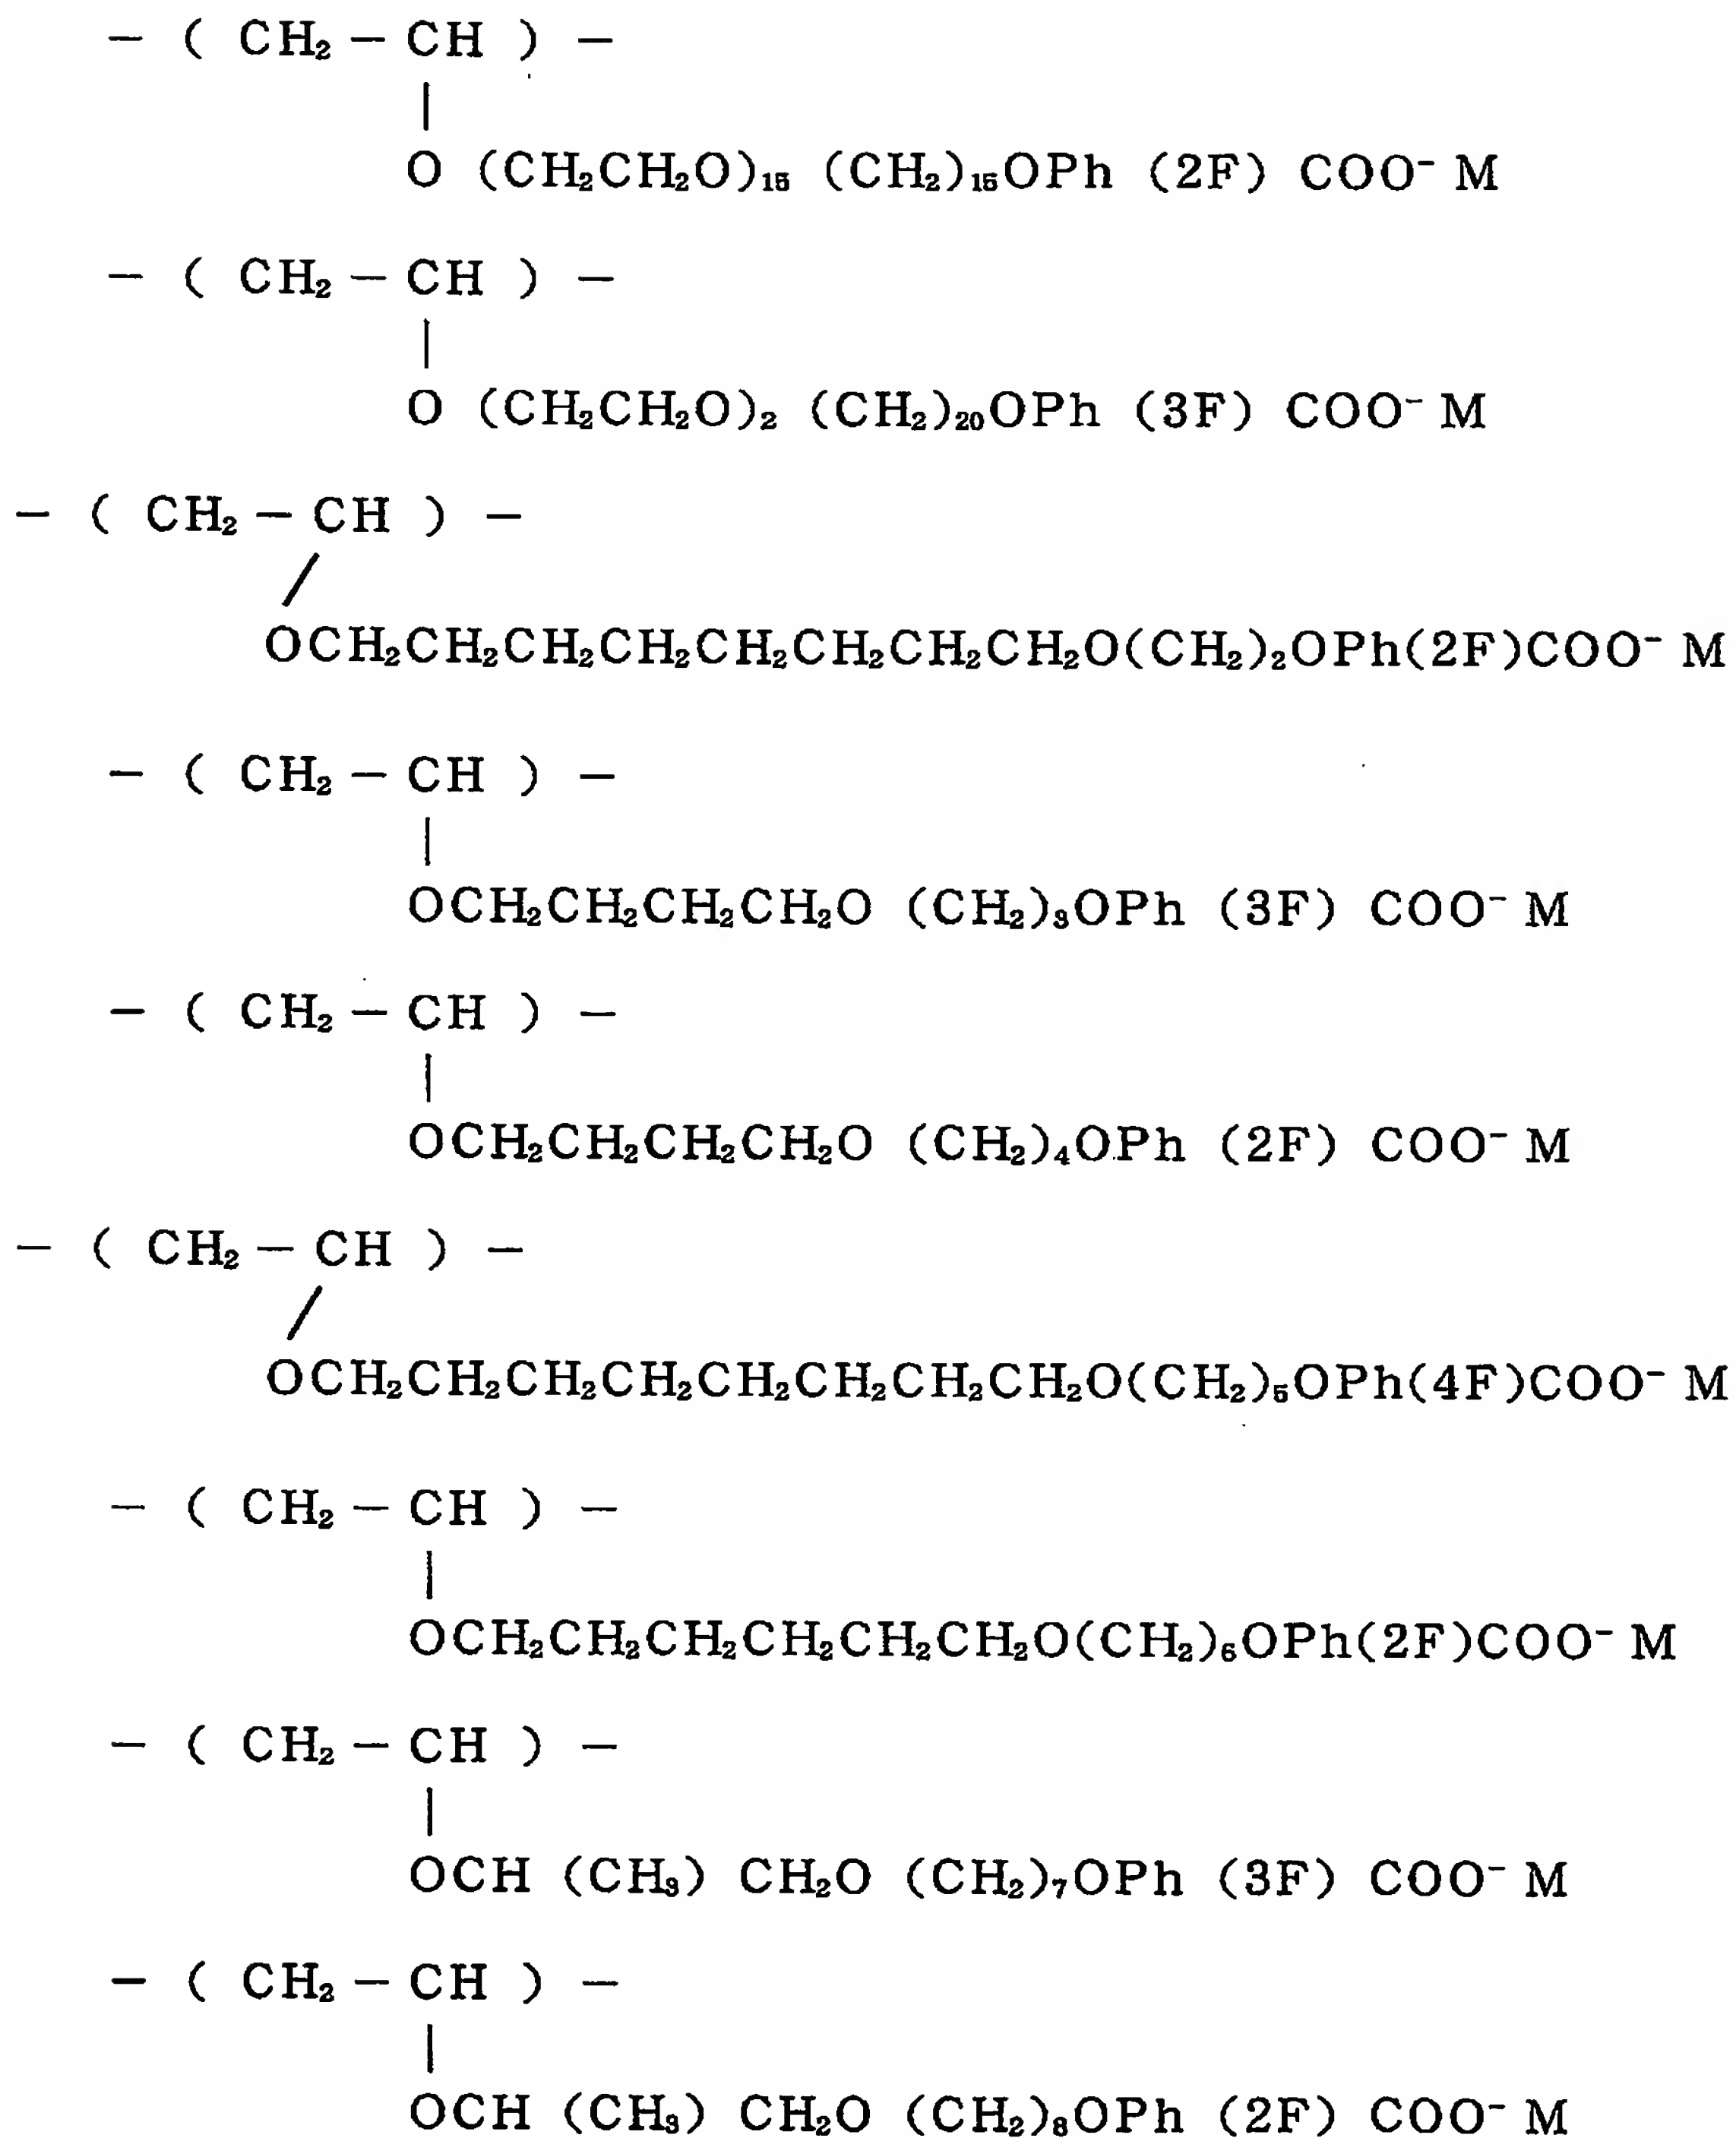 − ( CH₂ − CH ) −
|
O (CH₂CH₂O)₁₅ (CH₂)₁₅OPh (2F) COO⁻ M
− ( CH₂ − CH ) −
|
O (CH₂CH₂O)₂ (CH₂)₂₀OPh (3F) COO⁻ M
− ( CH₂ − CH ) −
/
OCH₂CH₂CH₂CH₂CH₂CH₂CH₂CH₂O(CH₂)₂OPh(2F)COO⁻ M
− ( CH₂ − CH ) −
|
OCH₂CH₂CH₂CH₂O (CH₂)₃OPh (3F) COO⁻ M
− ( CH₂ − CH ) −
|
OCH₂CH₂CH₂CH₂O (CH₂)₄OPh (2F) COO⁻ M
− ( CH₂ − CH ) −
/
OCH₂CH₂CH₂CH₂CH₂CH₂CH₂CH₂O(CH₂)₅OPh(4F)COO⁻ M
− ( CH₂ − CH ) −
|
OCH₂CH₂CH₂CH₂CH₂CH₂O(CH₂)₆OPh(2F)COO⁻ M
− ( CH₂ − CH ) −
|
OCH (CH₃) CH₂O (CH₂)₇OPh (3F) COO⁻ M
− ( CH₂ − CH ) −
|
OCH (CH₃) CH₂O (CH₂)₈OPh (2F) COO⁻ M